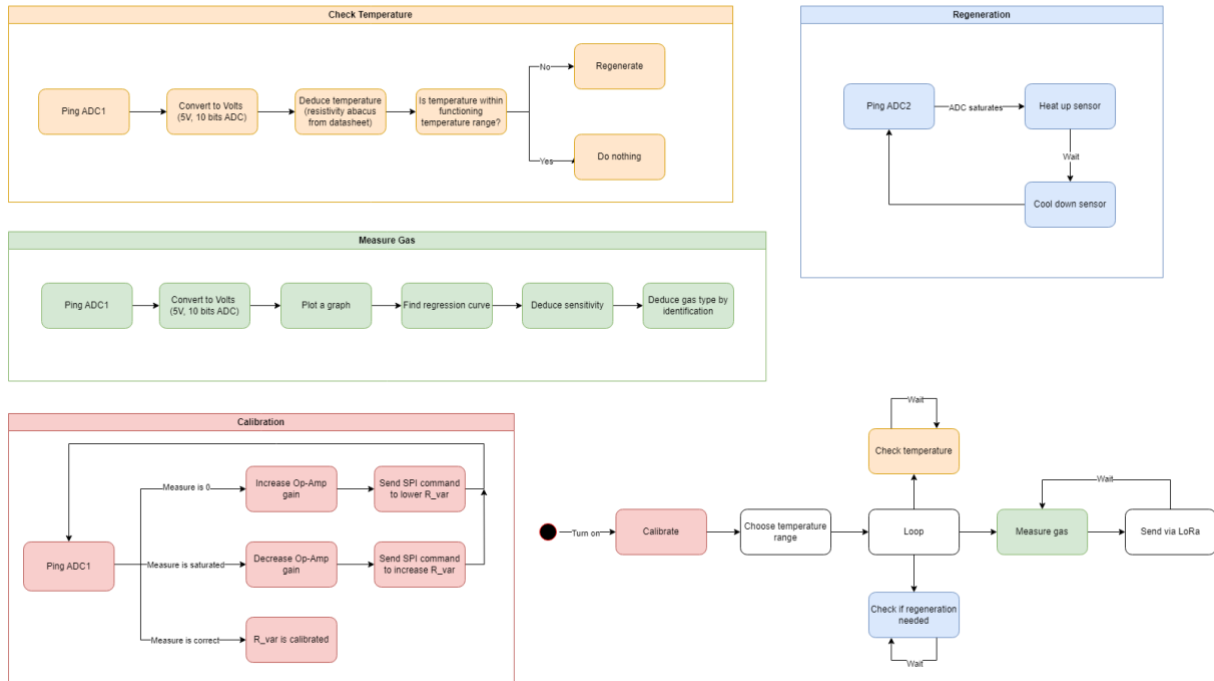 Check Temperature
Ping ADC1
Convert to Volts
(5V, 10 bits ADC)
Deduce temperature
(resistivity abacus
from datasheet)
Is temperature within
functioning
temperature range?
No
Regenerate
Yes
Do nothing
Regeneration
Ping ADC2
ADC saturates
Heat up sensor
Wait
Cool down sensor
Measure Gas
Ping ADC1
Convert to Volts
(5V, 10 bits ADC)
Plot a graph
Find regression curve
Deduce sensitivity
Deduce gas type by
identification
Calibration
Ping ADC1
Measure is 0
Increase Op-Amp
gain
Send SPI command
to lower R_var
Measure is saturated
Decrease Op-Amp
gain
Send SPI command
to increase R_var
Measure is correct
R_var is calibrated
Turn on
Calibrate
Choose temperature
range
Loop
Wait
Check temperature
Measure gas
Wait
Send via LoRa
Check if regeneration
needed
Wait